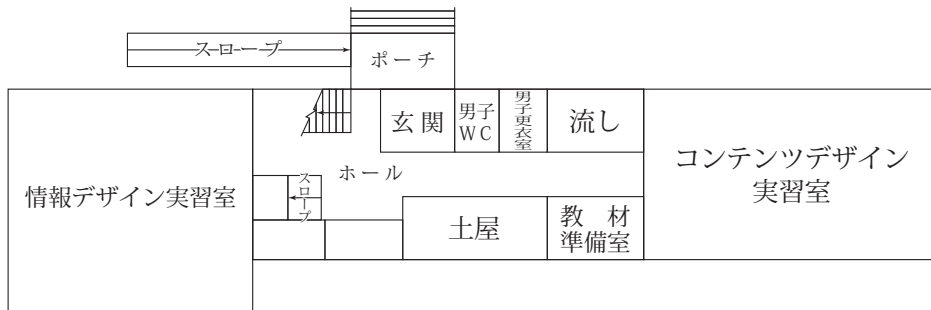 スロープ
ポーチ
玄関
男子
WC
男子更衣室
流し
コンテンツデザイン
実習室
情報デザイン実習室
ホール
スロープ
土屋
教材
準備室